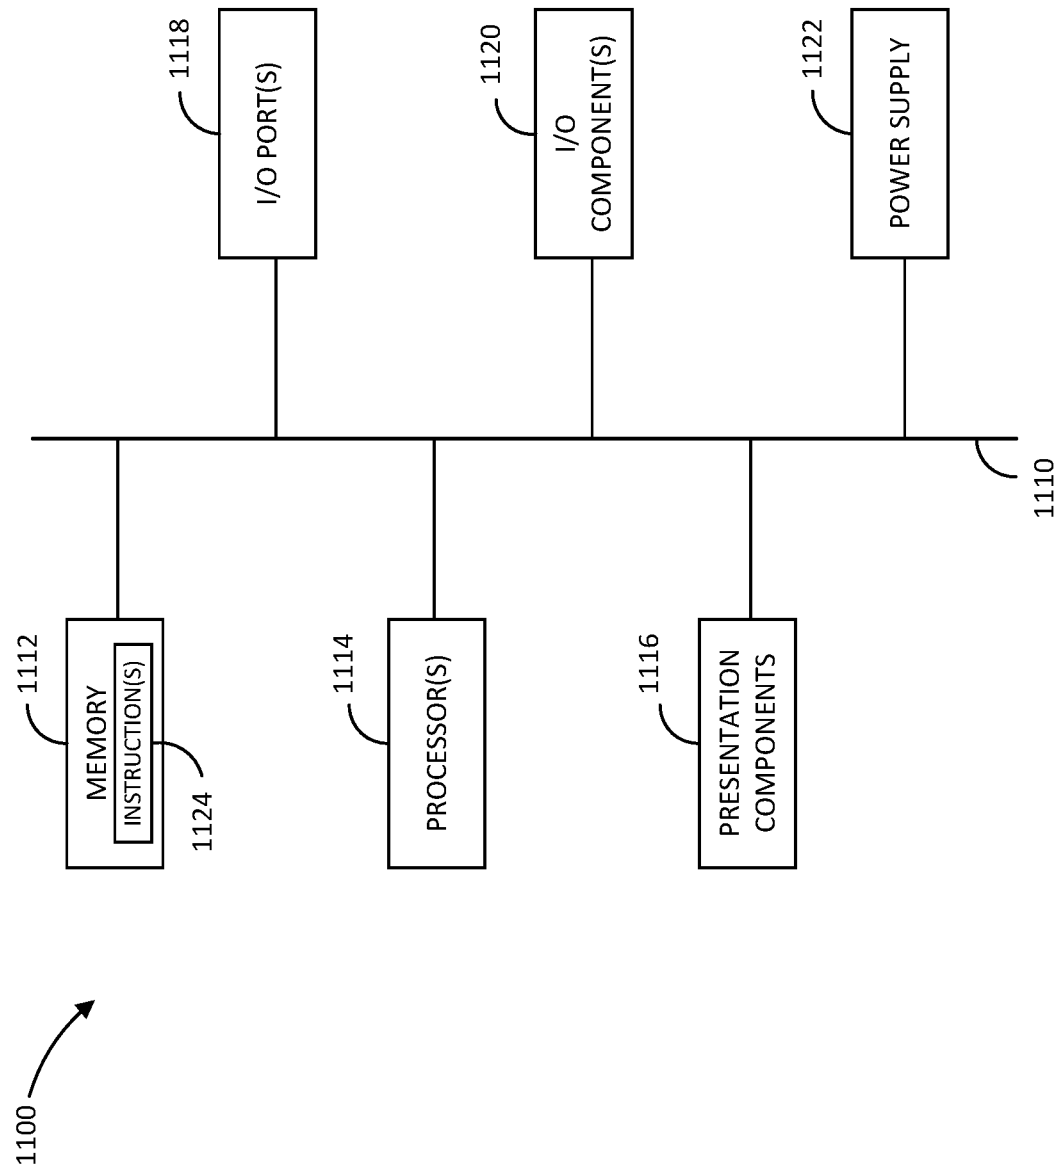 1100
1112
MEMORY
INSTRUCTION(S)
1124
1114
PROCESSOR(S)
1116
PRESENTATION
COMPONENTS
1118
I/O PORT(S)
1120
I/O
COMPONENT(S)
1122
POWER SUPPLY
1110